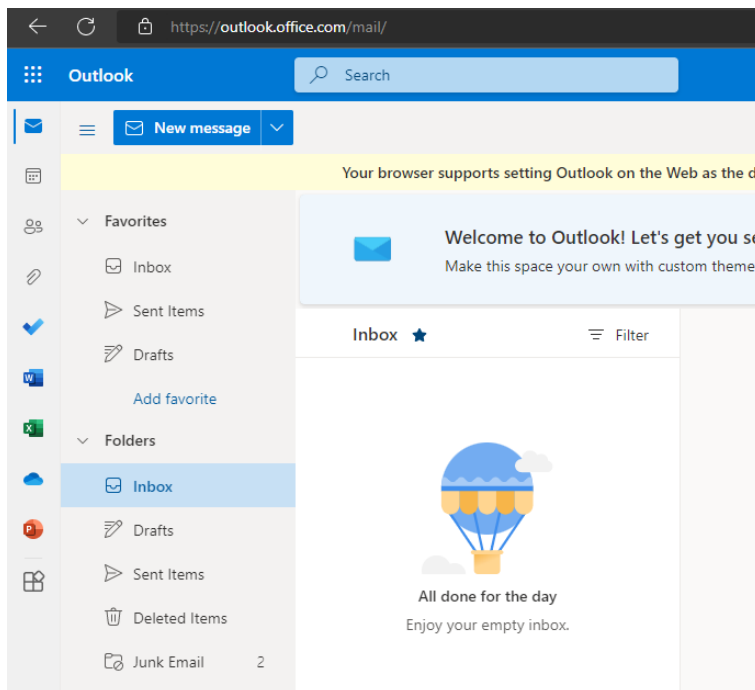 https://outlook.office.com/mail/
Outlook
Search
New message
Your browser supports setting Outlook on the Web as the d
Favorites
Inbox
Sent Items
Drafts
Add favorite
Folders
Inbox
Drafts
Sent Items
Deleted Items
Junk Email 2
Welcome to Outlook! Let's get you se
Make this space your own with custom theme
Inbox
Filter
All done for the day
Enjoy your empty inbox.
W
X
P